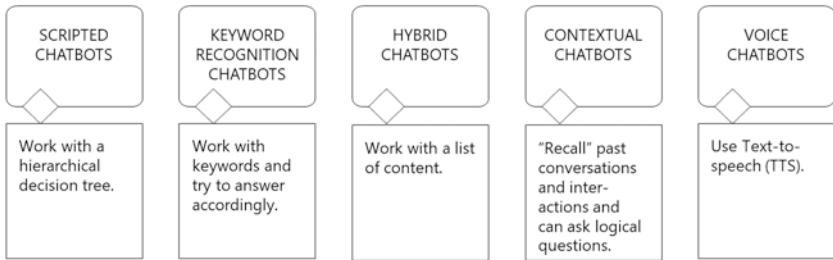 SCRIPTED
CHATBOTS
KEYWORD
RECOGNITION
CHATBOTS
HYBRID
CHATBOTS
CONTEXTUAL
CHATBOTS
VOICE
CHATBOTS
Work with a
hierarchical
decision tree.
Work with
keywords and
try to answer
accordingly.
Work with a list
of content.
“Recall” past
conversations
and inter-
actions and
can ask logical
questions.
Use Text-to-
speech (TTS).